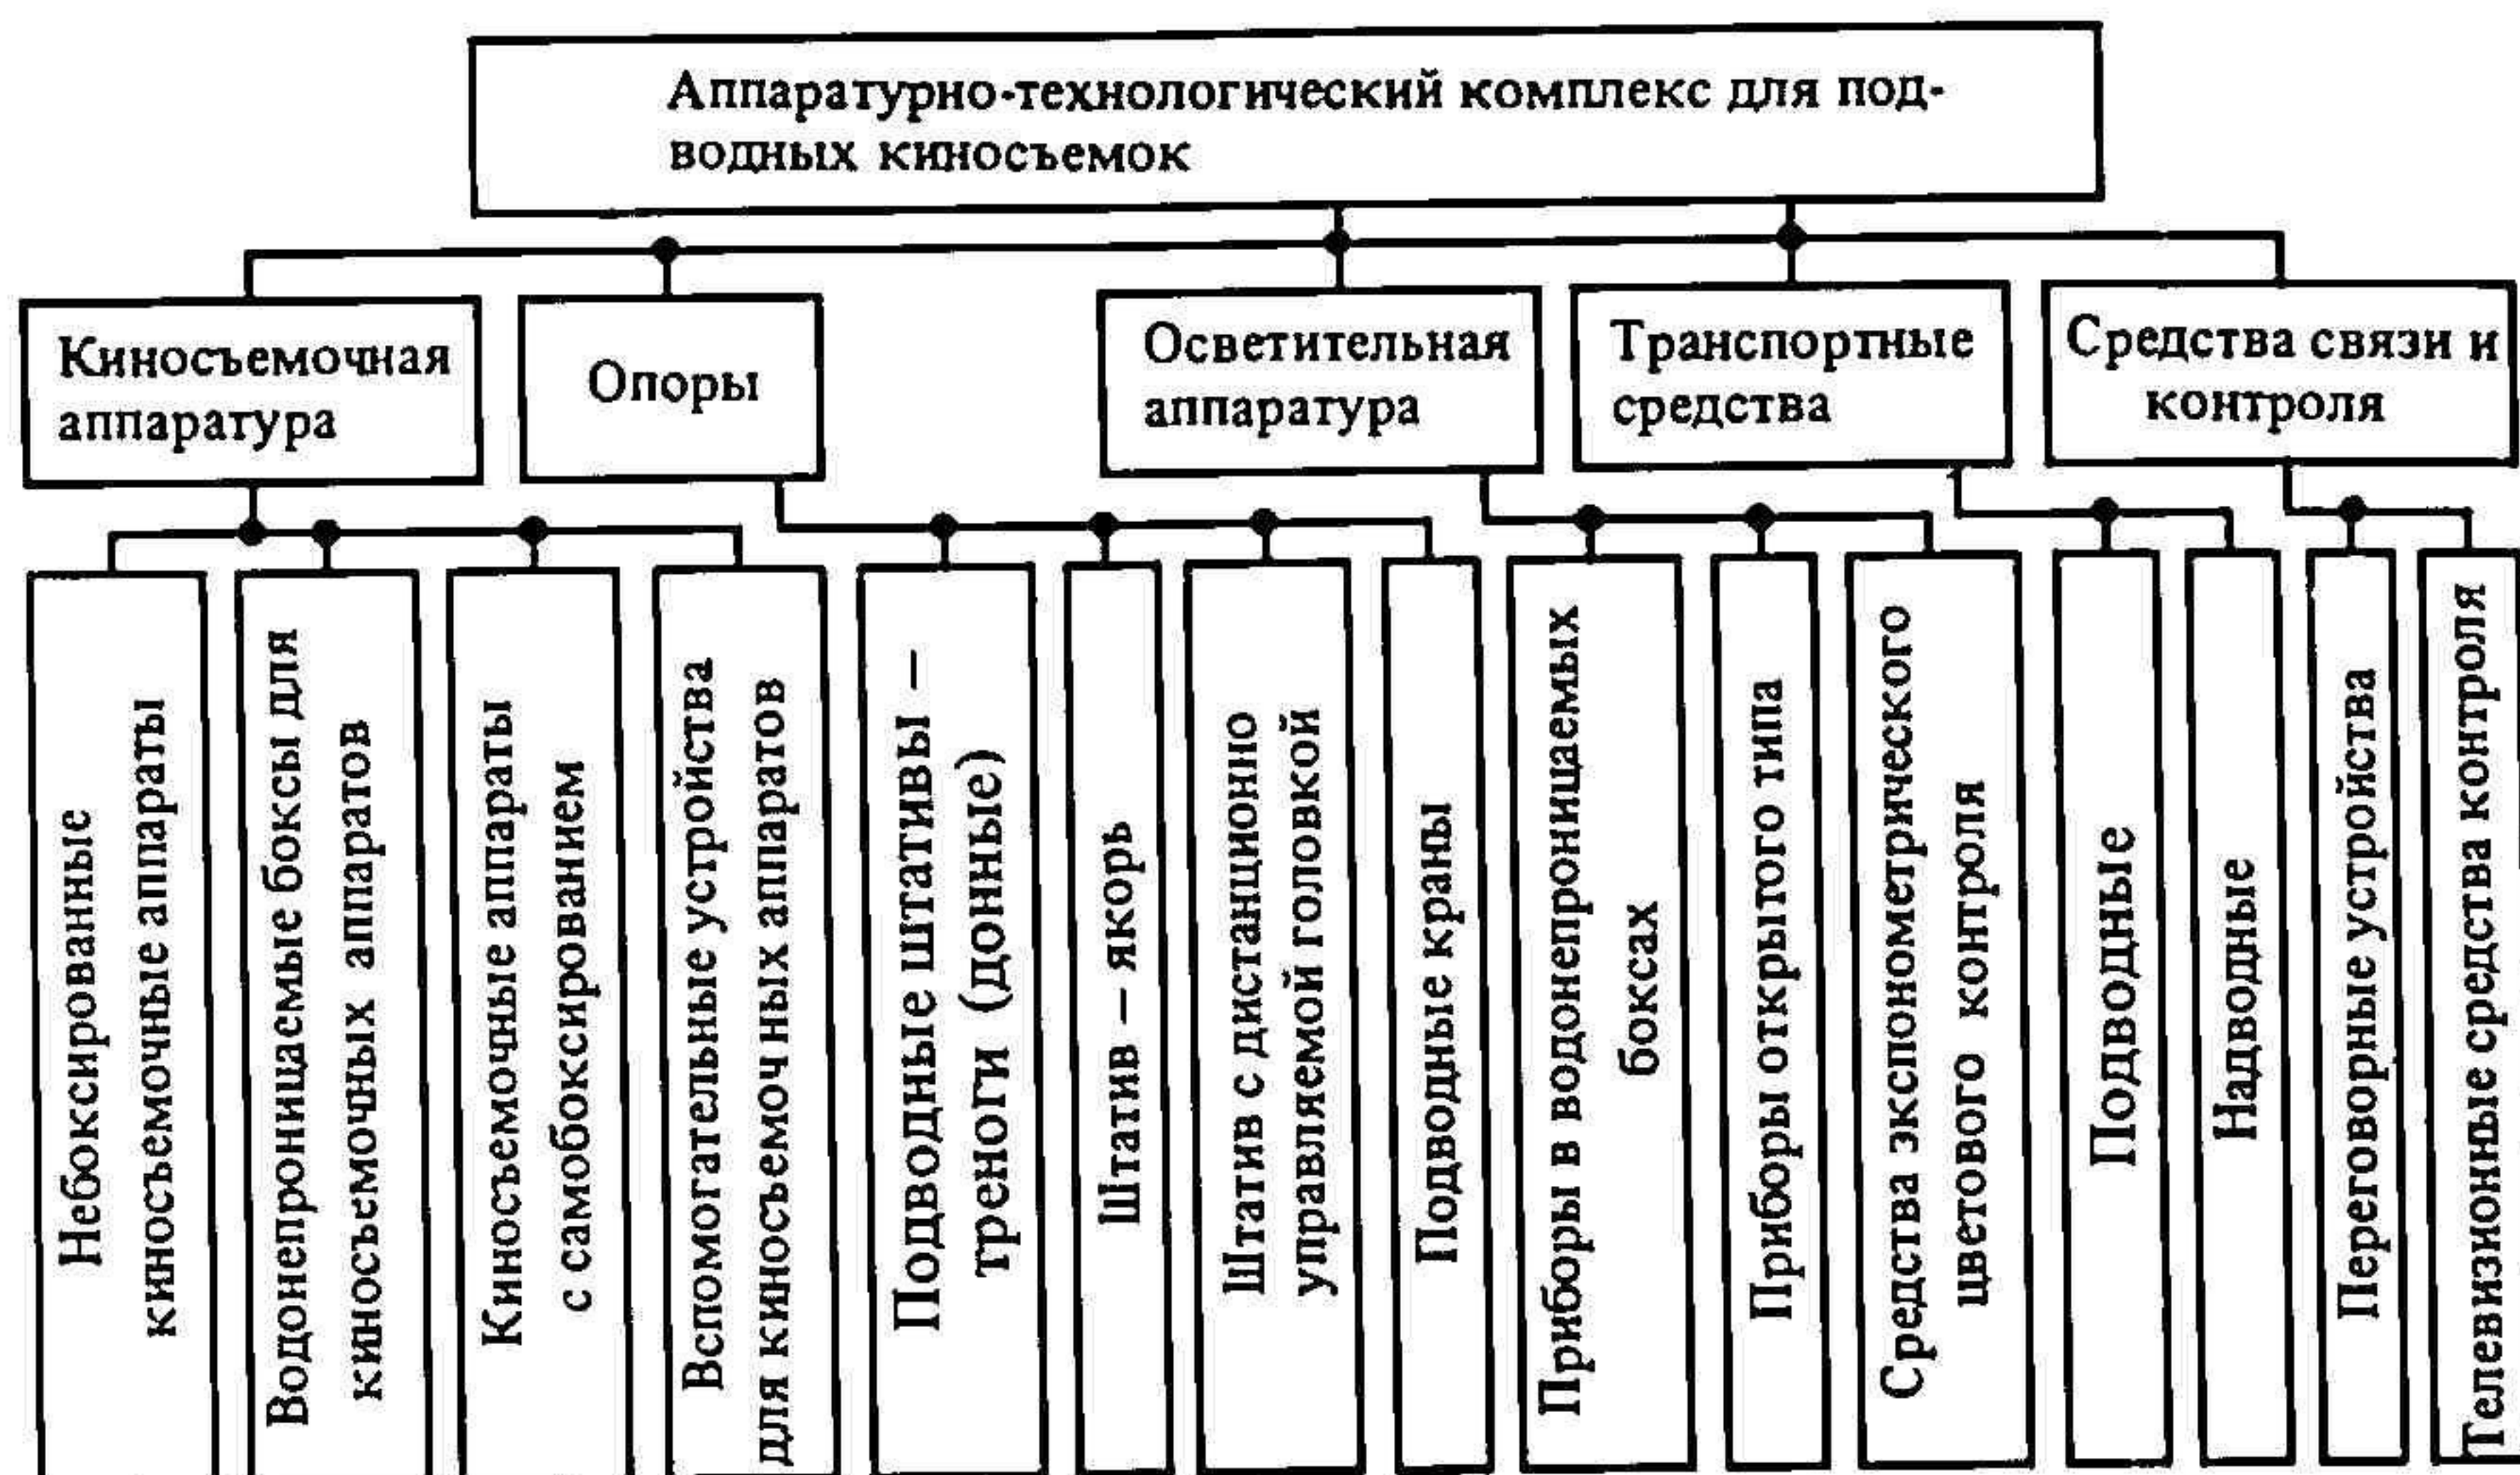 Аппаратурно-технологический комплекс для под-
водных киносъемок
Киносъемочная
аппаратура
Опоры
Осветительная
аппаратура
Транспортные
средства
Средства связи и
контроля
Небоксированные
киносъемочные аппараты
Водонепроницаемые боксы для
киносъемочных аппаратов
Киносъемочные аппараты
с самобоксированием
Вспомогательные устройства
для киносъемочных аппаратов
Подводные штативы –
треноги (донные)
Штатив – якорь
Штатив с дистанционно
управляемой головкой
Подводные краны
Приборы в водонепроницаемых
боксах
Приборы открытого типа
Средства экспонометрического
цветового контроля
Подводные
Надводные
Переговорные устройства
Телевизионные средства контроля